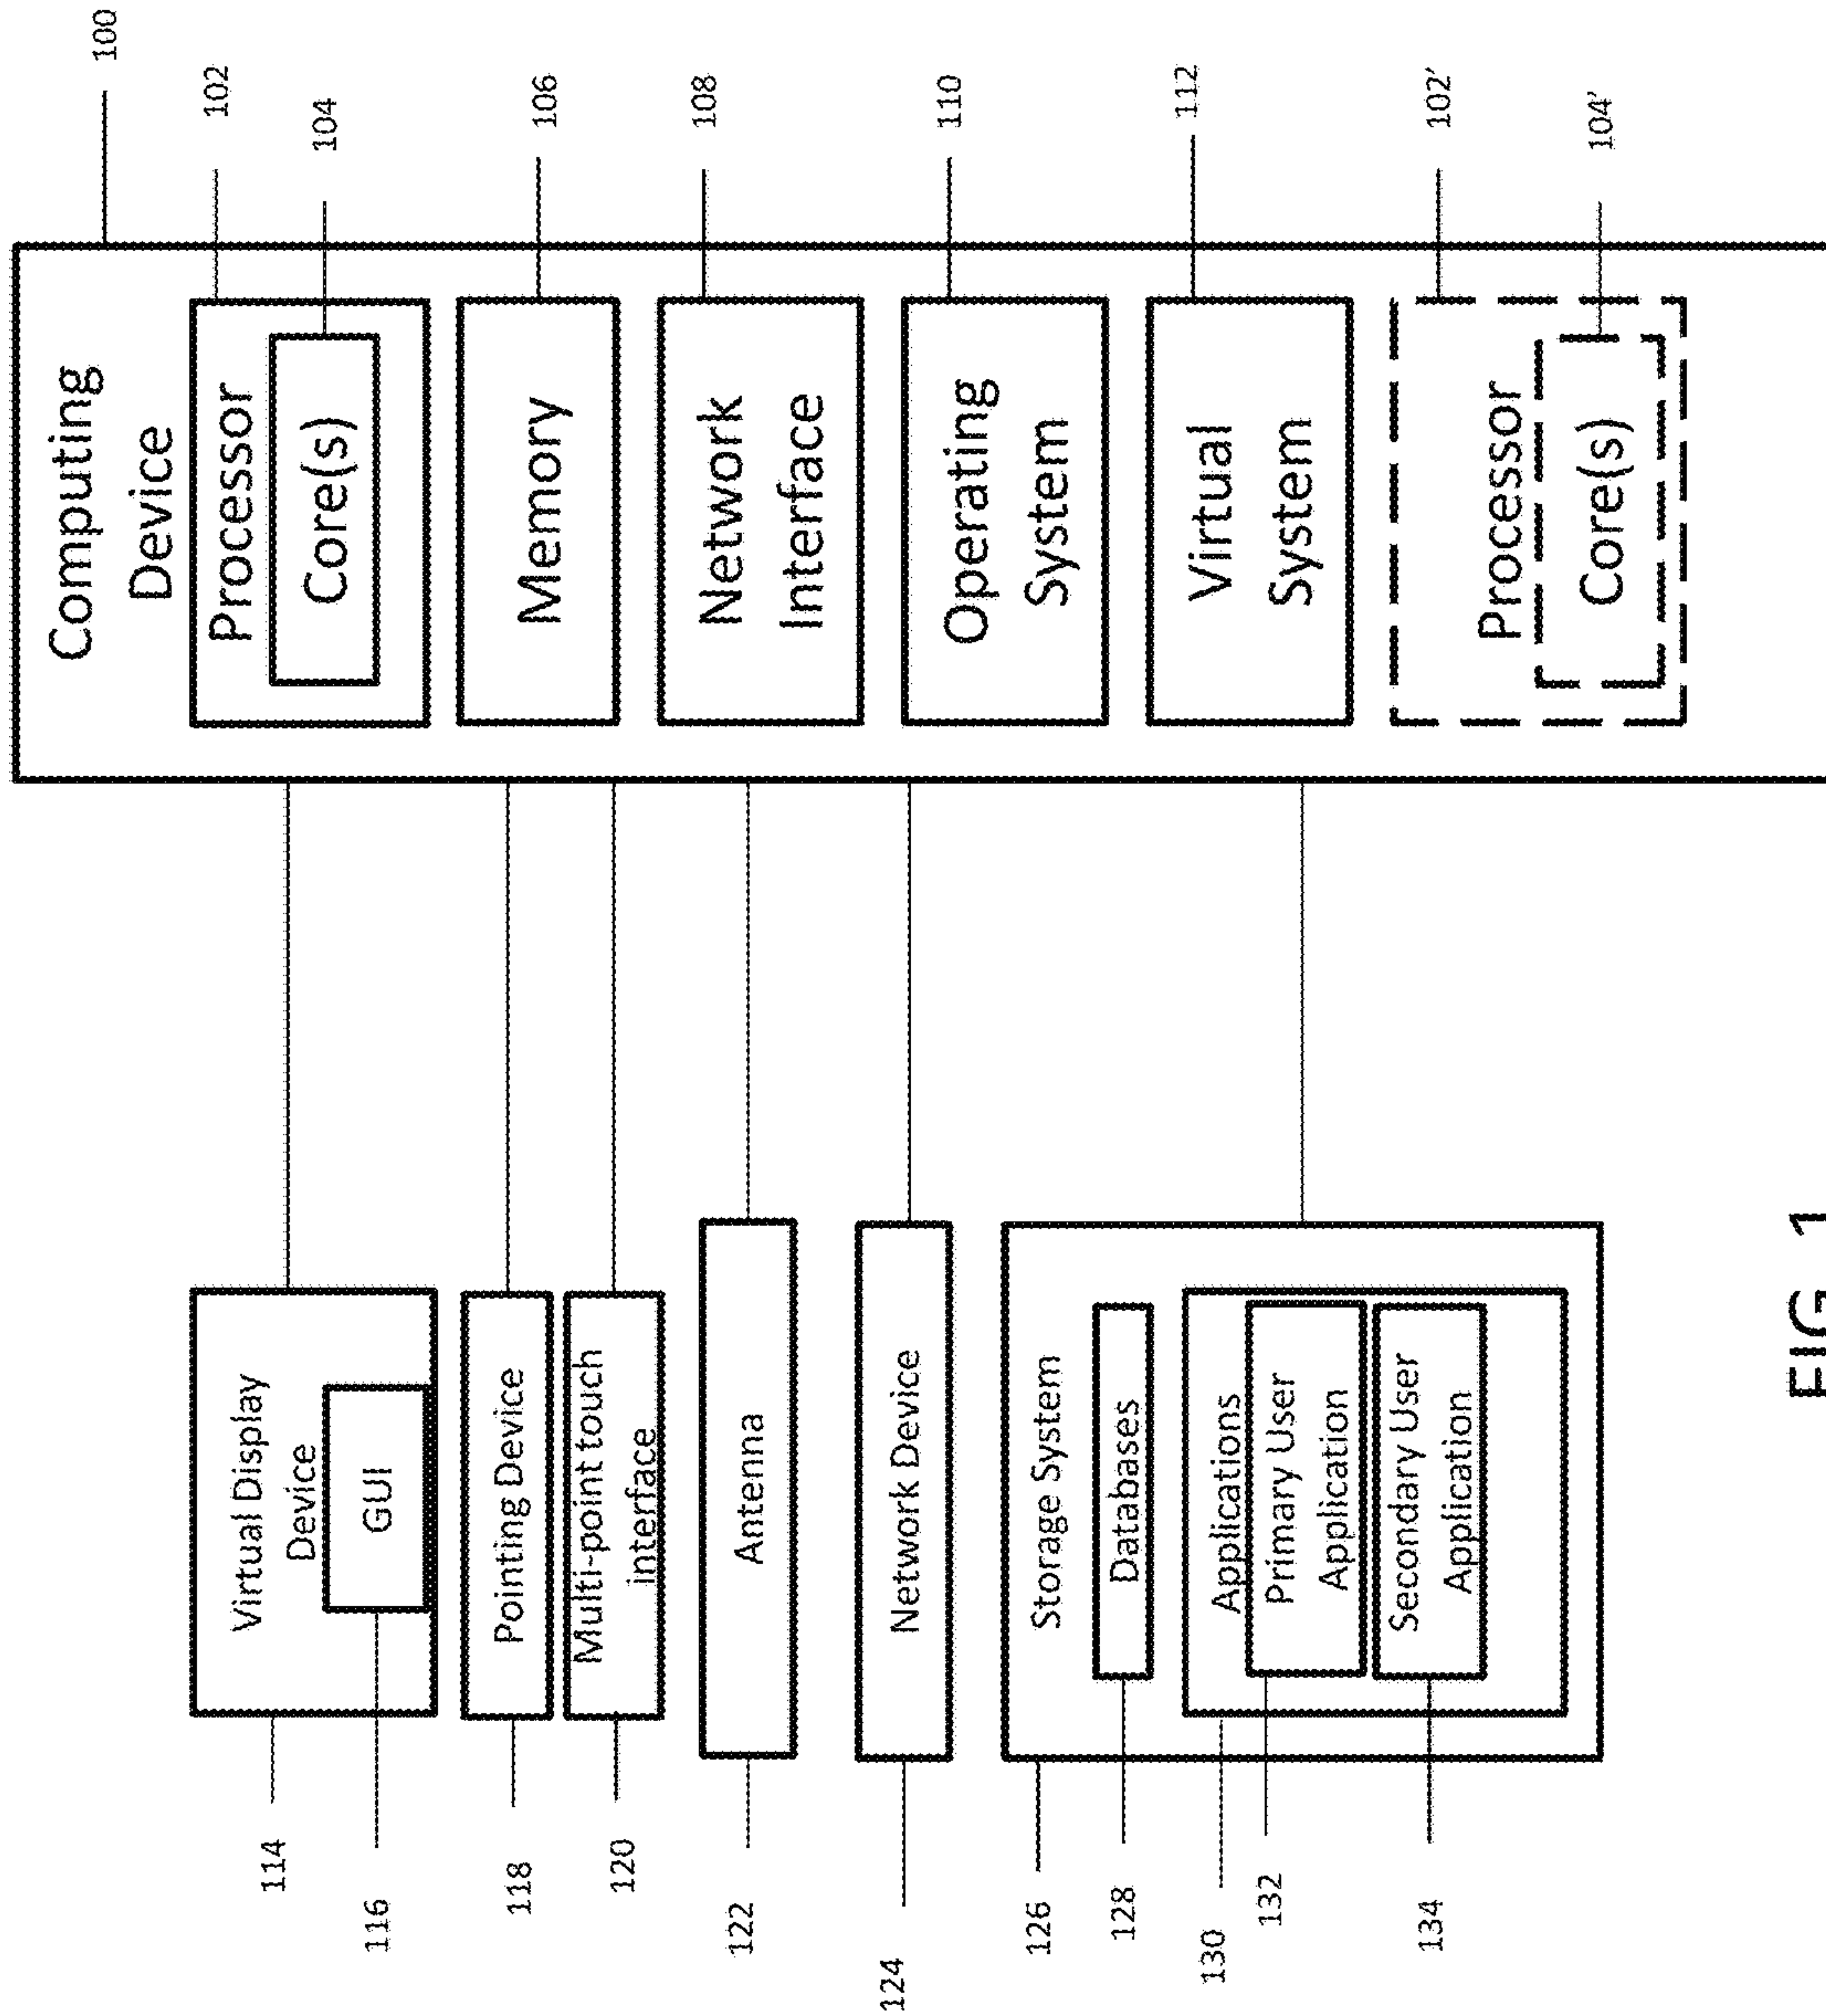 114
Virtual Display
Device
116
GUI
118
Pointing Device
120
Multi-point touch
interface
122
Antenna
124
Network Device
126
Storage System
128
Databases
130
Applications
132
Primary User
Application
134
Secondary User
Application
Computing
Device
100
Processor
102
Core(s)
104
Memory
106
Network
Interface
108
Operating
System
110
Virtual
System
112
Processor
102'
Core(s)
104'
FIG. 1